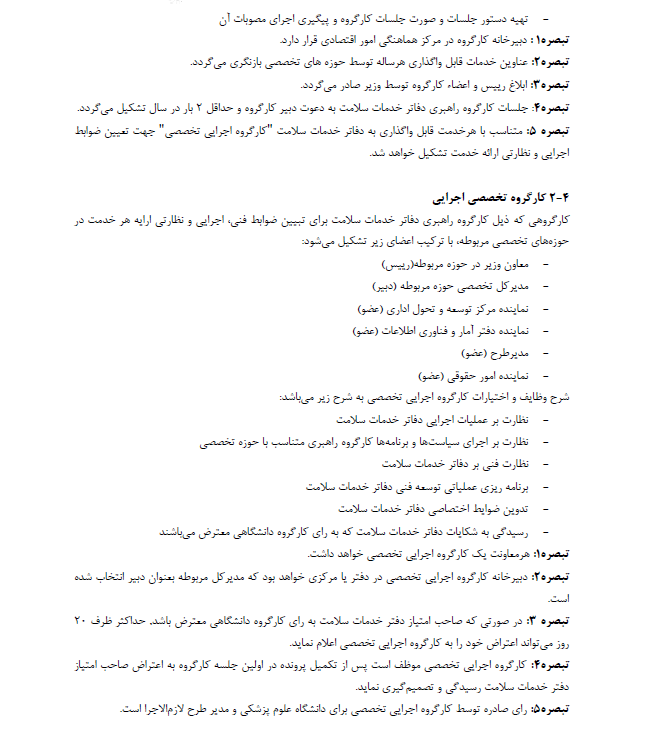 - تهیه دستور جلسات و صورت جلسات کارگروه و پیگیری اجرای مصوبات آن
تبصره۱: دبیرخانه کارگروه در مرکز هماهنگی امور اقتصادی قرار دارد.
تبصره۲: عناوین خدمات قابل واگذاری هرساله توسط حوزه های تخصصی بازنگری می‌گردد.
تبصره۳: ابلاغ رییس و اعضاء کارگروه توسط وزیر صادر می‌گردد.
تبصره۴: جلسات کارگروه راهبری دفاتر خدمات سلامت به دعوت دبیر کارگروه و حداقل ۲ بار در سال تشکیل می‌گردد.
تبصره ۵: متناسب با هرخدمت قابل واگذاری به دفاتر خدمات سلامت "کارگروه اجرایی تخصصی" جهت تعیین ضوابط
اجرایی و نظارتی ارائه خدمت تشکیل خواهد شد.
۲-۴ کارگروه تخصصی اجرایی
کارگروهی که ذیل کارگروه راهبری دفاتر خدمات سلامت برای تبیین ضوابط فنی، اجرایی و نظارتی ارایه هر خدمت در
حوزه‌های تخصصی مربوطه، با ترکیب اعضای زیر تشکیل می‌شود:
- معاون وزیر در حوزه مربوطه(رییس)
- مدیرکل تخصصی حوزه مربوطه (دبیر)
- نماینده مرکز توسعه و تحول اداری (عضو)
- نماینده دفتر آمار و فناوری اطلاعات (عضو)
- مدیرطرح (عضو)
- نماینده امور حقوقی (عضو)
شرح وظایف و اختیارات کارگروه اجرایی تخصصی به شرح زیر می‌باشد:
- نظارت بر عملیات اجرایی دفاتر خدمات سلامت
- نظارت بر اجرای سیاست‌ها و برنامه‌ها کارگروه راهبری متناسب با حوزه تخصصی
- نظارت فنی بر دفاتر خدمات سلامت
- برنامه ریزی عملیاتی توسعه فنی دفاتر خدمات سلامت
- تدوین ضوابط اختصاصی دفاتر خدمات سلامت
- رسیدگی به شکایات دفاتر خدمات سلامت که به رای کارگروه دانشگاهی معترض می‌باشند
تبصره۱: هرمعاونت یک کارگروه اجرایی تخصصی خواهد داشت.
تبصره۲: دبیرخانه کارگروه اجرایی تخصصی در دفتر یا مرکزی خواهد بود که مدیرکل مربوطه بعنوان دبیر انتخاب شده
است.
تبصره ۳: در صورتی که صاحب امتیاز دفتر خدمات سلامت به رای کارگروه دانشگاهی معترض باشد، حداکثر ظرف ۲۰
روز می‌تواند اعتراض خود را به کارگروه اجرایی تخصصی اعلام نماید.
تبصره۴: کارگروه اجرایی تخصصی موظف است پس از تکمیل پرونده در اولین جلسه کارگروه به اعتراض صاحب امتیاز
دفتر خدمات سلامت رسیدگی و تصمیم‌گیری نماید.
تبصره۵: رای صادره توسط کارگروه اجرایی تخصصی برای دانشگاه علوم پزشکی و مدیر طرح لازم‌الاجرا است.